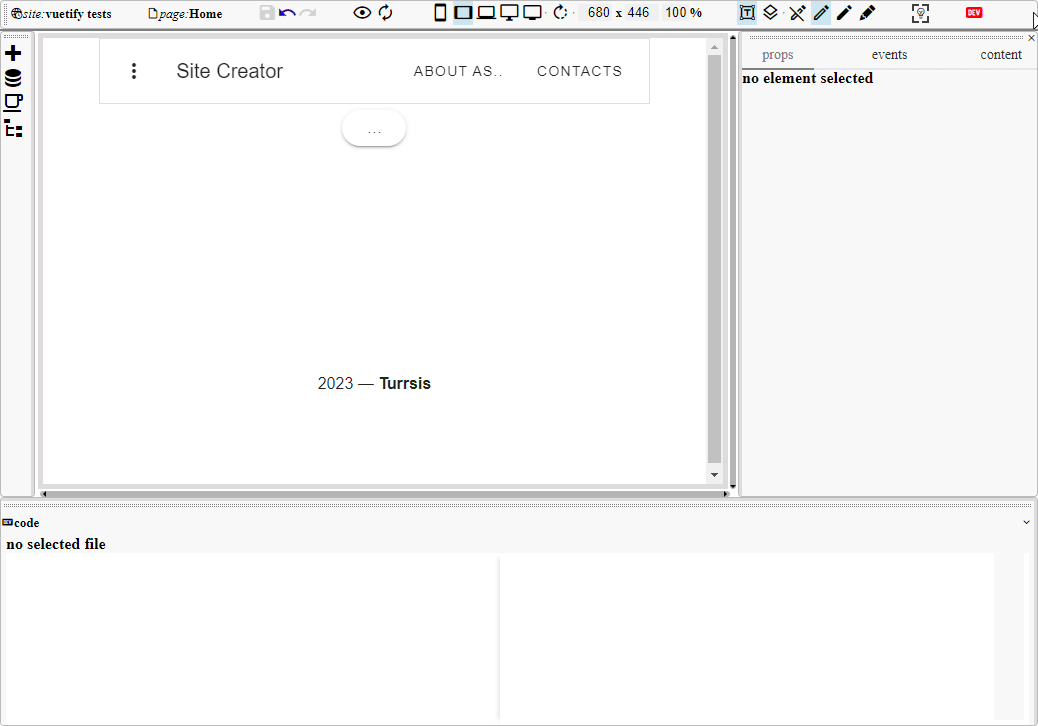 site:vuetify tests page:Home 680 x 446 100 % DEV
props events content
no element selected
Site Creator ABOUT AS.. CONTACTS
...
2023 — Turrsis
DEV code
no selected file